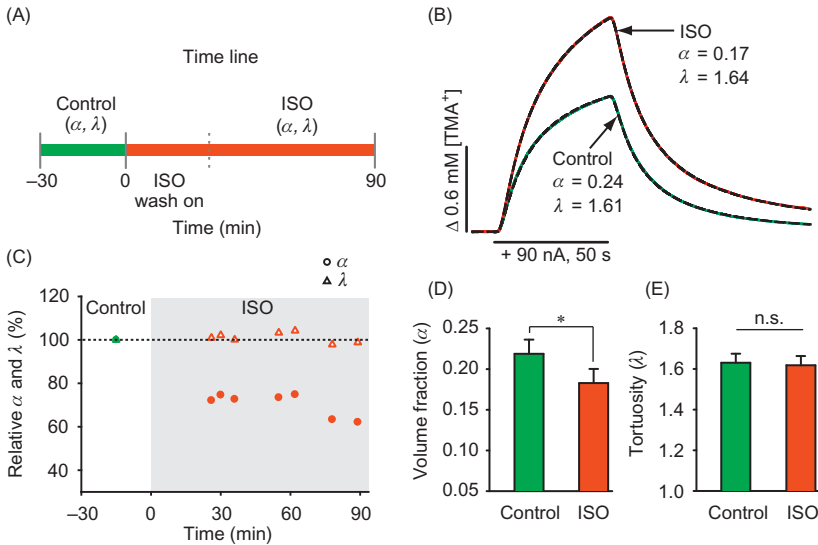 (A)
Time line
Control
(α, λ)
ISO
(α, λ)
–30
0
90
ISO
wash on
Time (min)
(B)
Δ 0.6 mM [TMA+]
ISO
α = 0.17
λ = 1.64
Control
α = 0.24
λ = 1.61
+ 90 nA, 50 s
(C)
α
λ
Relative α and λ (%)
120
100
80
60
40
Control
ISO
–30
0
30
60
90
Time (min)
(D)
Volume fraction (α)
0.25
0.20
0.15
0.10
0.05
*
Control
ISO
(E)
Tortuosity (λ)
1.8
1.6
1.4
1.2
1.0
n.s.
Control
ISO